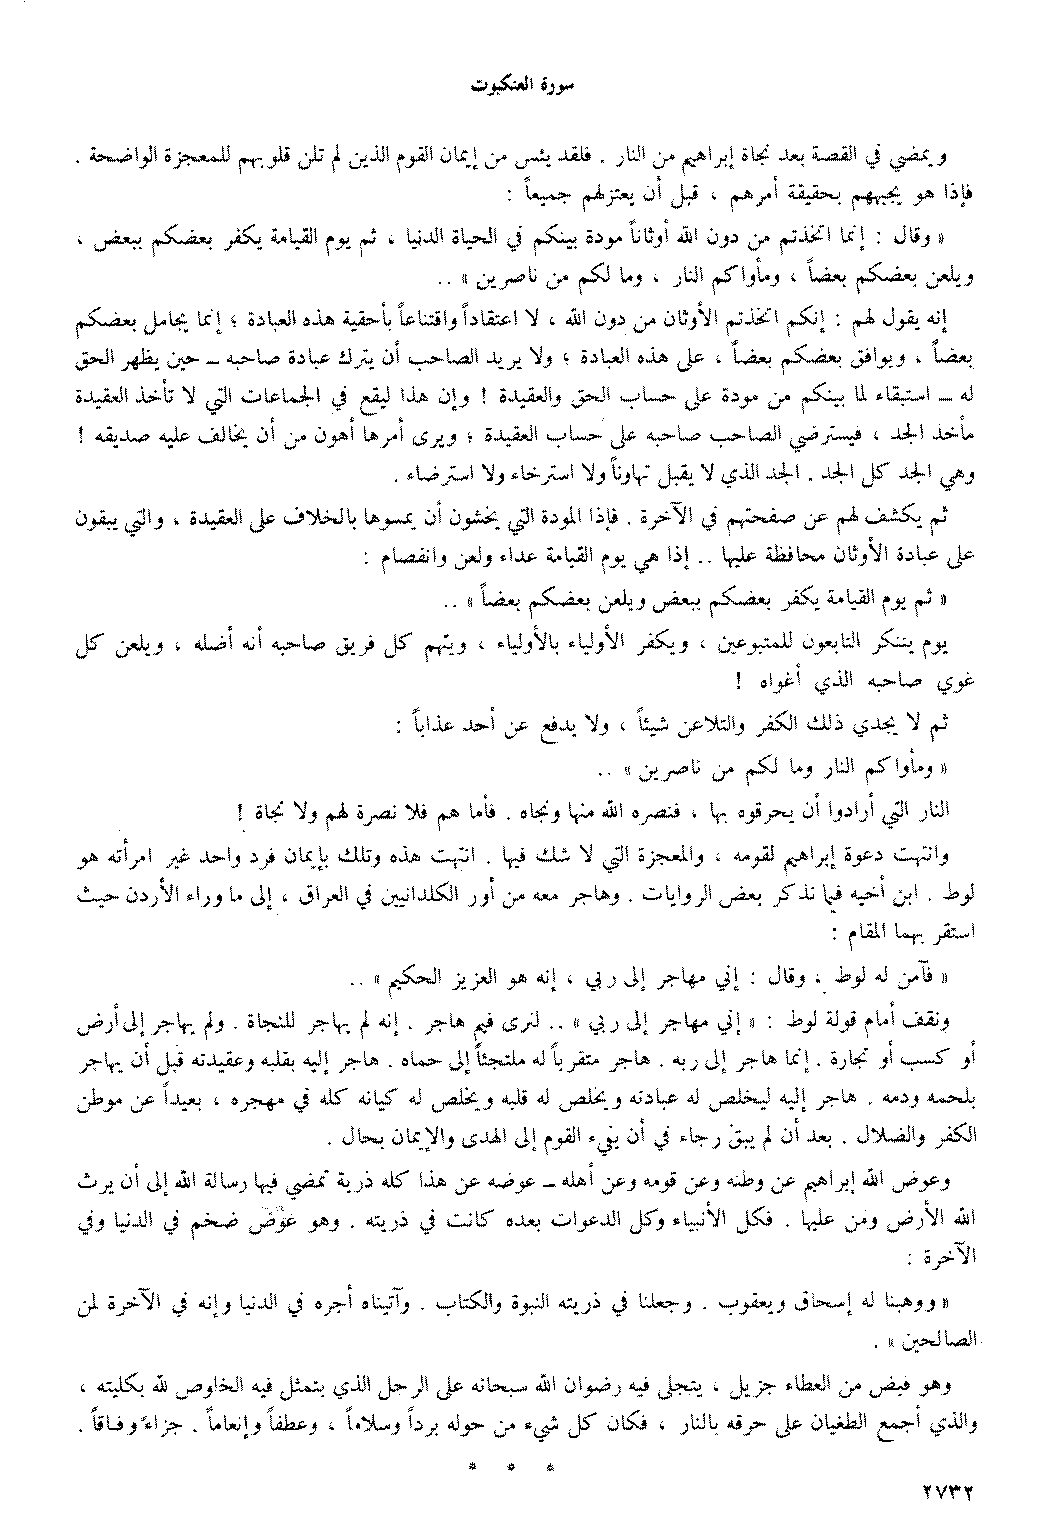 سورة العنكبوت
ويمضي في القصة بعد نجاة إبراهيم من النار . فلقد يئس من إيمان القوم الذين لم تلن قلوبهم للمعجزة الواضحة .
فإذا هو يجبههم بحقيقة أمرهم ، قبل أن يعتزلهم جميعاً :
« وقال : إنما اتخذتم من دون الله أوثاناً مودة بينكم في الحياة الدنيا ، ثم يوم القيامة يكفر بعضكم ببعض ،
ويلعن بعضكم بعضاً ، ومأواكم النار ، وما لكم من ناصرين » ..
إنه يقول لهم : إنكم اتخذتم الأوثان من دون الله ، لا اعتقاداً واقتناعاً بأحقية هذه العبادة ؛ إنما يجامل بعضكم
بعضاً ، ويوافق بعضكم بعضاً ، على هذه العبادة ؛ ولا يريد الصاحب أن يترك عبادة صاحبه ــ حين يظهر الحق
له ــ استبقاء لما بينكم من مودة على حساب الحق والعقيدة ! وإن هذا ليقع في الجماعات التي لا تأخذ العقيدة
مأخذ الجد ، فيسترضي الصاحب صاحبه على حساب العقيدة ؛ ويرى أمرها أهون من أن يخالف عليه صديقه !
وهي الجد كل الجد . الجد الذي لا يقبل تهاوناً ولا استرخاء ولا استرضاء .
ثم يكشف لهم عن صفحتهم في الآخرة . فإذا المودة التي يخشون أن يمسوها بالخلاف على العقيدة ، والتي يبقون
على عبادة الأوثان محافظة عليها .. إذا هي يوم القيامة عداء ولعن وانفصام :
« ثم يوم القيامة يكفر بعضكم ببعض ويلعن بعضكم بعضاً » ..
يوم يتنكر التابعون للمتبوعين ، ويكفر الأولياء بالأولياء ، ويتهم كل فريق صاحبه أنه أضله ، ويلعن كل
غوي صاحبه الذي أغواه !
ثم لا يجدي ذلك الكفر والتلاعن شيئاً ، ولا يدفع عن أحد عذاباً :
« ومأواكم النار وما لكم من ناصرين » ..
النار التي أرادوا أن يحرقوه بها ، فنصره الله منها ونجاه . فأما هم فلا نصرة لهم ولا نجاة !
وانتهت دعوة إبراهيم لقومه ، والمعجزة التي لا شك فيها . انتهت هذه وتلك بإيمان فرد واحد غير امرأته هو
لوط . ابن أخيه فيما تذكر بعض الروايات . وهاجر معه من أور الكلدانيين في العراق ، إلى ما وراء الأردن حيث
استقر بهما المقام :
« فآمن له لوط ، وقال : إني مهاجر إلى ربي ، إنه هو العزيز الحكيم » ..
ونقف أمام قولة لوط : « إني مهاجر إلى ربي » .. لنرى فيم هاجر . إنه لم يهاجر للنجاة . ولم يهاجر إلى أرض
أو كسب أو تجارة . إنما هاجر إلى ربه . هاجر متقرباً له ملتجئاً إلى حماه . هاجر إليه بقلبه وعقيدته قبل أن يهاجر
بلحمه ودمه . هاجر إليه ليخلص له عبادته ويخلص له قلبه ويخلص له كيانه كله في مهجره ، بعيداً عن موطن
الكفر والضلال . بعد أن لم يبق رجاء في أن يفيء القوم إلى الهدى والإيمان بحال .
وعوض الله إبراهيم عن وطنه وعن قومه وعن أهله ــ عوضه عن هذا كله ذرية تمضي فيها رسالة الله إلى أن يرث
الله الأرض ومن عليها . فكل الأنبياء وكل الدعوات بعده كانت في ذريته . وهو عوض ضخم في الدنيا وفي
الآخرة :
« ووهبنا له إسحاق ويعقوب . وجعلنا في ذريته النبوة والكتاب . وآتيناه أجره في الدنيا وإنه في الآخرة لمن
الصالحين » .
وهو فيض من العطاء جزيل ، يتجلى فيه رضوان الله سبحانه على الرجل الذي يتمثل فيه الخلوص لله بكليته ،
والذي أجمع الطغيان على حرقه بالنار ، فكان كل شيء من حوله برداً وسلاماً ، وعطفاً وإنعاماً . جزاءً وفاقاً .
* * *
٢٧٣٢